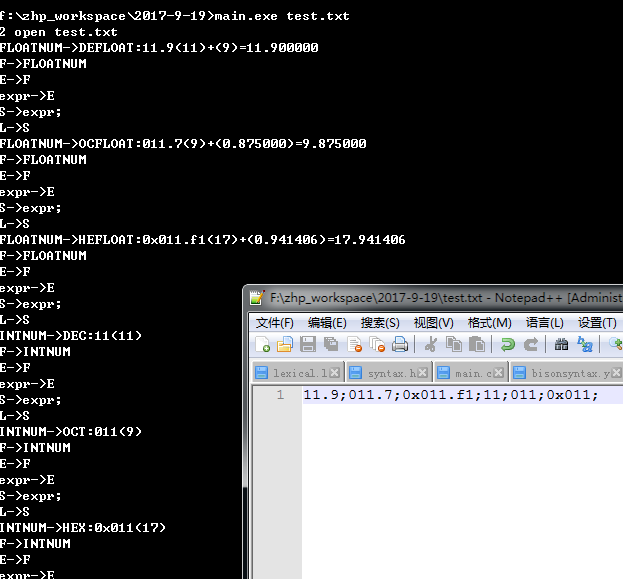 f:\zhp_workspace\2017-9-19>main.exe test.txt
2 open test.txt
FLOATNUM->DEFLOAT:11.9(11)+(9)=11.900000
F->FLOATNUM
E->F
expr->E
S->expr;
L->S
FLOATNUM->OCFLOAT:011.7(9)+(0.875000)=9.875000
F->FLOATNUM
E->F
expr->E
S->expr;
L->S
FLOATNUM->HEFLOAT:0x011.f1(17)+(0.941406)=17.941406
F->FLOATNUM
E->F
expr->E
S->expr;
L->S
INTNUM->DEC:11(11)
F->INTNUM
E->F
expr->E
S->expr;
L->S
INTNUM->OCT:011(9)
F->INTNUM
E->F
expr->E
S->expr;
L->S
INTNUM->HEX:0x011(17)
F->INTNUM
E->F
expr->E
F:\zhp_workspace\2017-9-19\test.txt - Notepad++ [Administ
文件(F) 编辑(E) 搜索(S) 视图(V) 格式(M) 语言(L) 设置(T)
lexical.l syntax.h main.c bisonsyntax.y
1 11.9;011.7;0x011.f1;11;011;0x011;